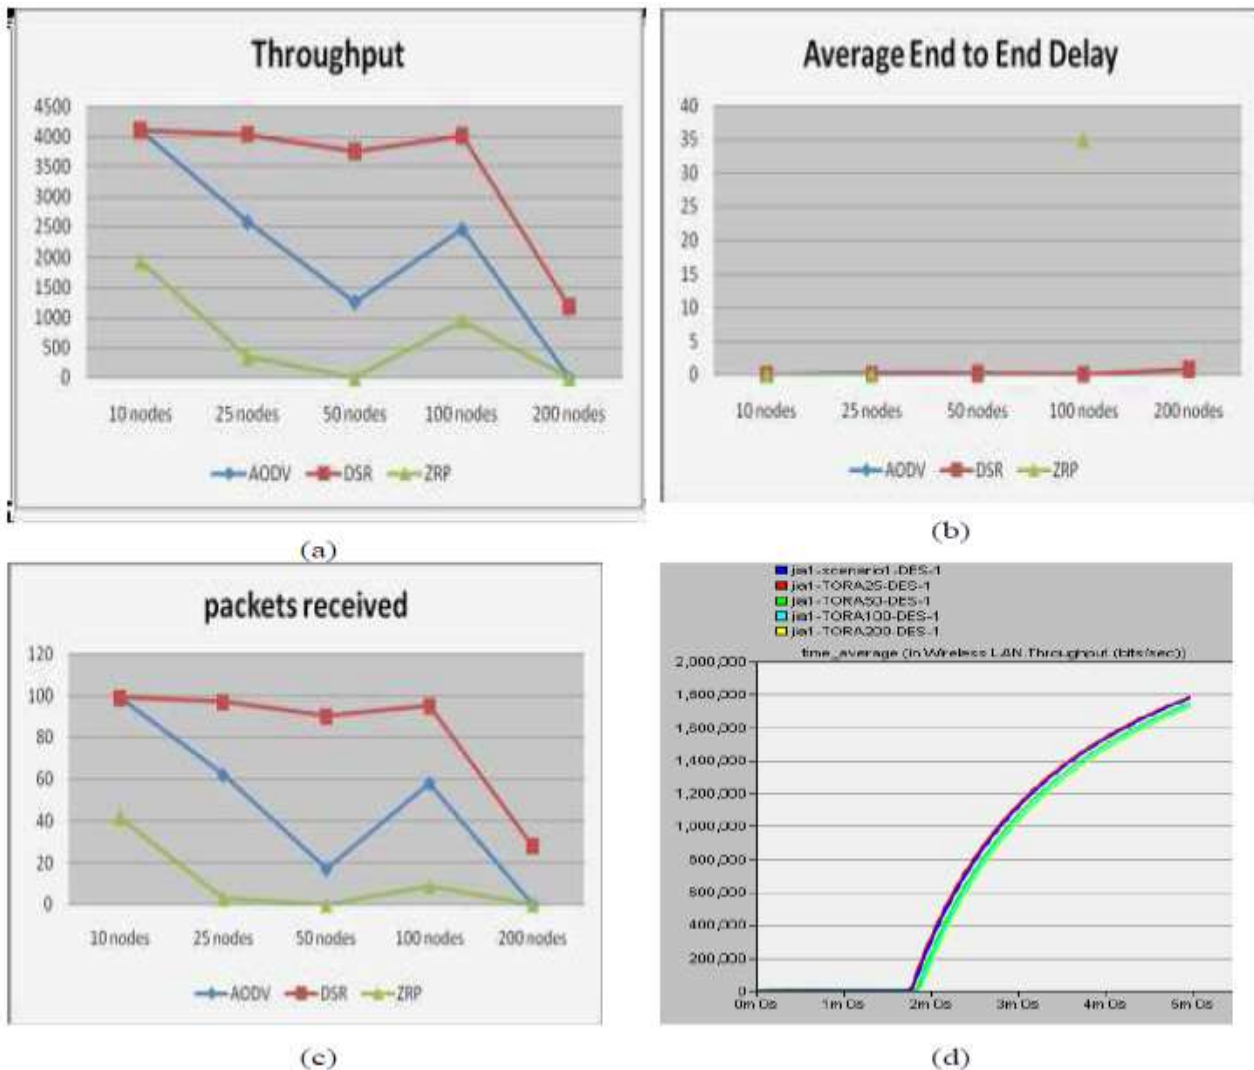 Throughput
4500
4000
3500
3000
2500
2000
1500
1000
500
0
10 nodes 25 nodes 50 nodes 100 nodes 200 nodes
AODV DSR ZRP
(a)
Average End to End Delay
40
35
30
25
20
15
10
5
0
10 nodes 25 nodes 50 nodes 100 nodes 200 nodes
AODV DSR ZRP
(b)
packets received
120
100
80
60
40
20
0
10 nodes 25 nodes 50 nodes 100 nodes 200 nodes
AODV DSR ZRP
(c)
jia1-scenario1-DES-1
jia1-TORA25-DES-1
jia1-TORA50-DES-1
jia1-TORA100-DES-1
jia1-TORA200-DES-1
time_average (in Wireless LAN.Throughput (bits/sec))
2,000,000
1,800,000
1,600,000
1,400,000
1,200,000
1,000,000
800,000
600,000
400,000
200,000
0
0m 0s 1m 0s 2m 0s 3m 0s 4m 0s 5m 0s
(d)